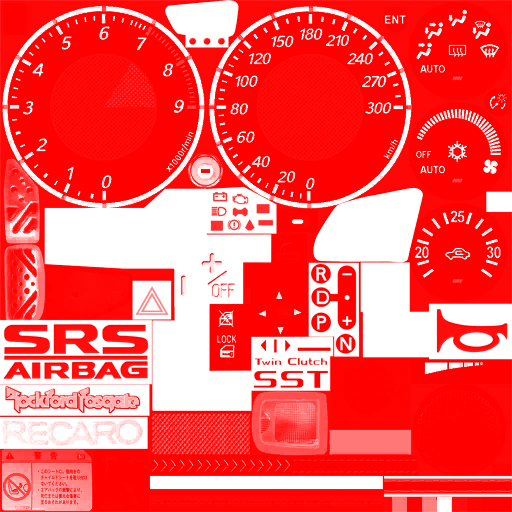 0 1 2 3 4 5 6 7 8 9
x1000r/min
0 20 40 60 80 100 120 150 180 210 240 270 300
km/h
ENT
AUTO
OFF
AUTO
20 25 30
OFF
LOCK
R
D
P
N
-
+
SRS
AIRBAG
Rockford Fosgate
RECARO
Twin Clutch
SST
警告